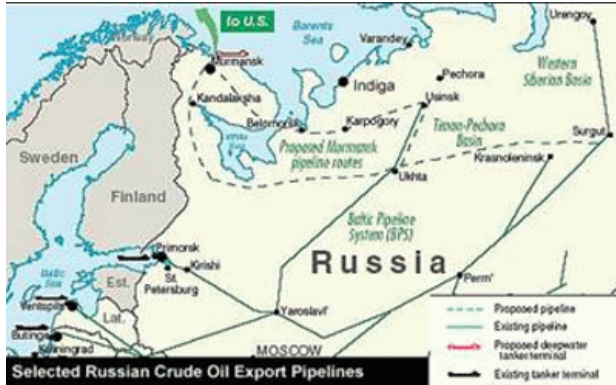 to U.S.
Barents
Sea
Urengoy
Norway
Varandey
Murmansk
Western
Siberian Basin
Pechora
Indiga
Kandalaksha
Usinsk
Belomorsk
Karpogory
Timan-Pechora
Basin
Surgut
White
Sea
Proposed Murmansk
pipeline routes
Krasnoleninsk
Sweden
Ukhta
Finland
Baltic Pipeline
System (BPS)
Russia
Primorsk
Kirishi
St.
Petersburg
Baltic
Sea
Est.
Perm'
Ventspils
Lat.
Yaroslavl'
Butinge
Kaliningrad
MOSCOW
Proposed pipeline
Existing pipeline
Proposed deepwater
tanker terminal
Existing tanker terminal
Selected Russian Crude Oil Export Pipelines